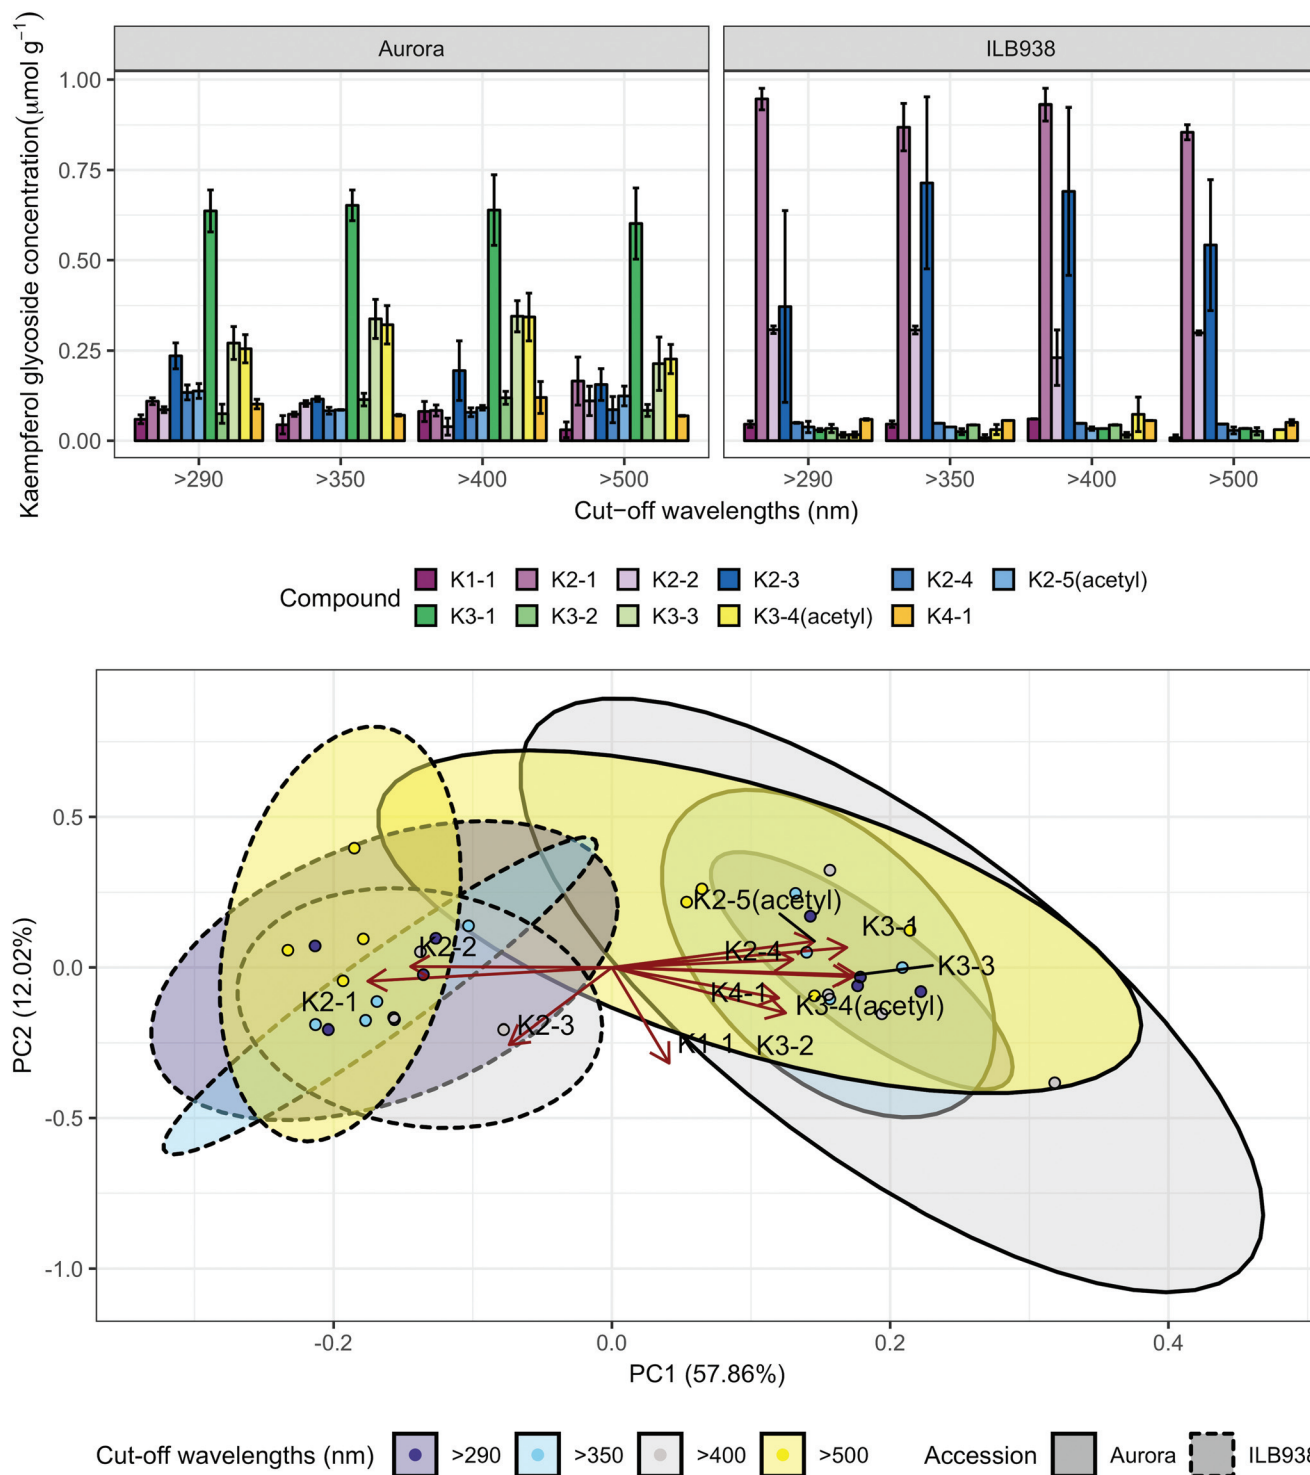 Aurora
ILB938
Kaempferol glycoside concentration(μmol g⁻¹)
1.00
0.75
0.50
0.25
0.00
>290
>350
>400
>500
>290
>350
>400
>500
Cut−off wavelengths (nm)
Compound
K1-1
K2-1
K2-2
K2-3
K2-4
K2-5(acetyl)
K3-1
K3-2
K3-3
K3-4(acetyl)
K4-1
PC2 (12.02%)
0.5
0.0
-0.5
-1.0
K2-5(acetyl)
K3-1
K2-2
K2-4
K3-3
K2-1
K4-1
K3-4(acetyl)
K2-3
K1-1
K3-2
-0.2
0.0
0.2
0.4
PC1 (57.86%)
Cut-off wavelengths (nm)
>290
>350
>400
>500
Accession
Aurora
ILB938